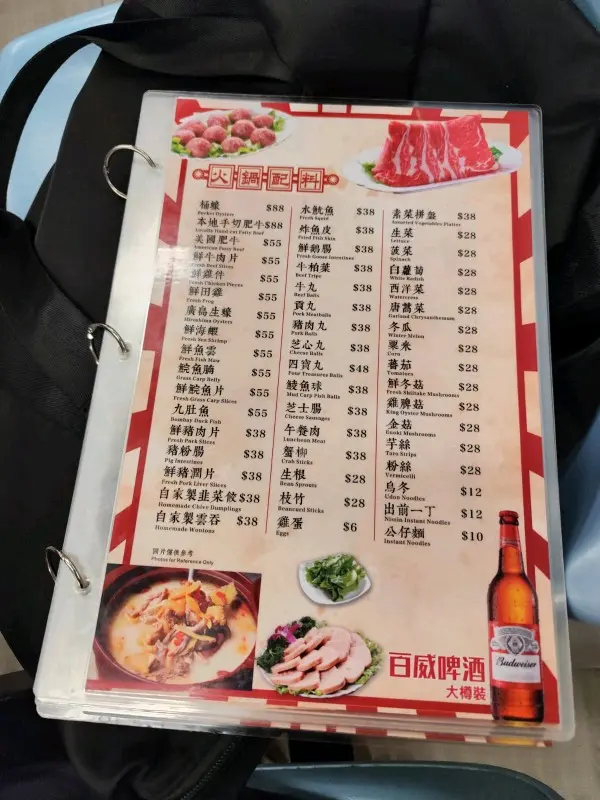 火鍋配料
桶蠔 $88
Bucket Oysters
本地手切肥牛 $88
Locally Hand-cut Fatty Beef
美國肥牛 $55
American Fatty Beef
鮮牛肉片 $55
Fresh Beef Slices
鮮雞件 $55
Fresh Chicken Pieces
鮮田雞 $55
Fresh Frog
廣島生蠔 $55
Hiroshima Oysters
鮮海蝦 $55
Fresh Sea Shrimp
鮮魚雲 $55
Fresh Fish Maw
鯇魚腩 $55
Grass Carp Belly
鮮鯇魚片 $55
Fresh Grass Carp Slices
九肚魚 $55
Bombay Duck Fish
鮮豬肉片 $38
Fresh Pork Slices
豬粉腸 $38
Pig Intestines
鮮豬潤片 $38
Fresh Pork Liver Slices
自家製韭菜餃 $38
Homemade Chive Dumplings
自家製雲吞 $38
Homemade Wontons
水魷魚 $38
Fresh Squid
炸魚皮 $38
Fried Fish Skin
鮮鵝腸 $38
Fresh Goose Intestines
牛柏葉 $38
Beef Tripe
牛丸 $38
Beef Balls
貢丸 $38
Pork Meatballs
豬肉丸 $38
Pork Balls
芝心丸 $38
Cheese Balls
四寶丸 $48
Four Treasures Balls
鯪魚球 $38
Mud Carp Fish Balls
芝士腸 $38
Cheese Sausages
午餐肉 $38
Luncheon Meat
蟹柳 $38
Crab Sticks
生根 $28
Bean Sprouts
枝竹 $28
Beancurd Sticks
雞蛋 $6
Eggs
素菜拼盤 $38
Assorted Vegetables Platter
生菜 $28
Lettuce
菠菜 $28
Spinach
白蘿蔔 $28
White Radish
西洋菜 $28
Watercress
唐蒿菜 $28
Garland Chrysanthemum
冬瓜 $28
Winter Melon
粟米 $28
Corn
蕃茄 $28
Tomatoes
鮮冬菇 $28
Fresh Shiitake Mushrooms
雞髀菇 $28
King Oyster Mushrooms
金菇 $28
Enoki Mushrooms
芋絲 $28
Taro Strips
粉絲 $28
Vermicelli
烏冬 $12
Udon Noodles
出前一丁 $12
Nissin Instant Noodles
公仔麵 $10
Instant Noodles
照片僅供參考
Photos for Reference Only
百威啤酒
大樽裝
Budweiser